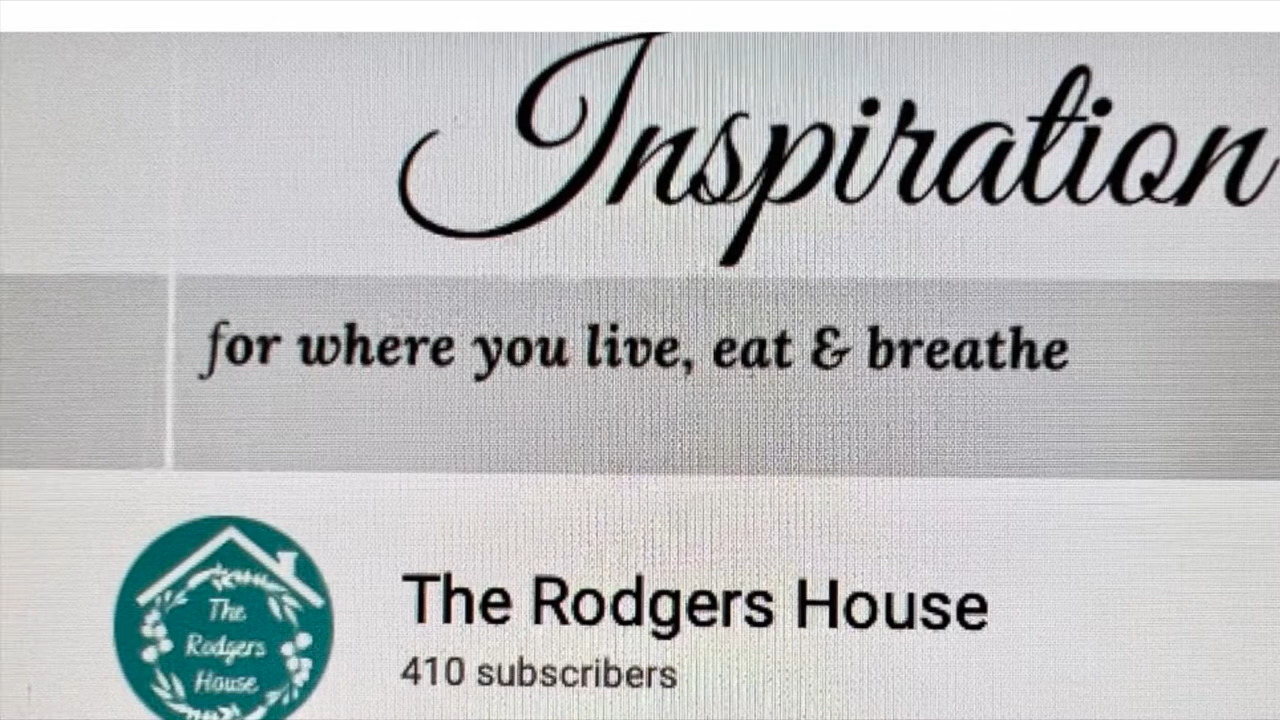 Inspiration
for where you live, eat & breathe
The Rodgers House
410 subscribers
The
Rodgers
House